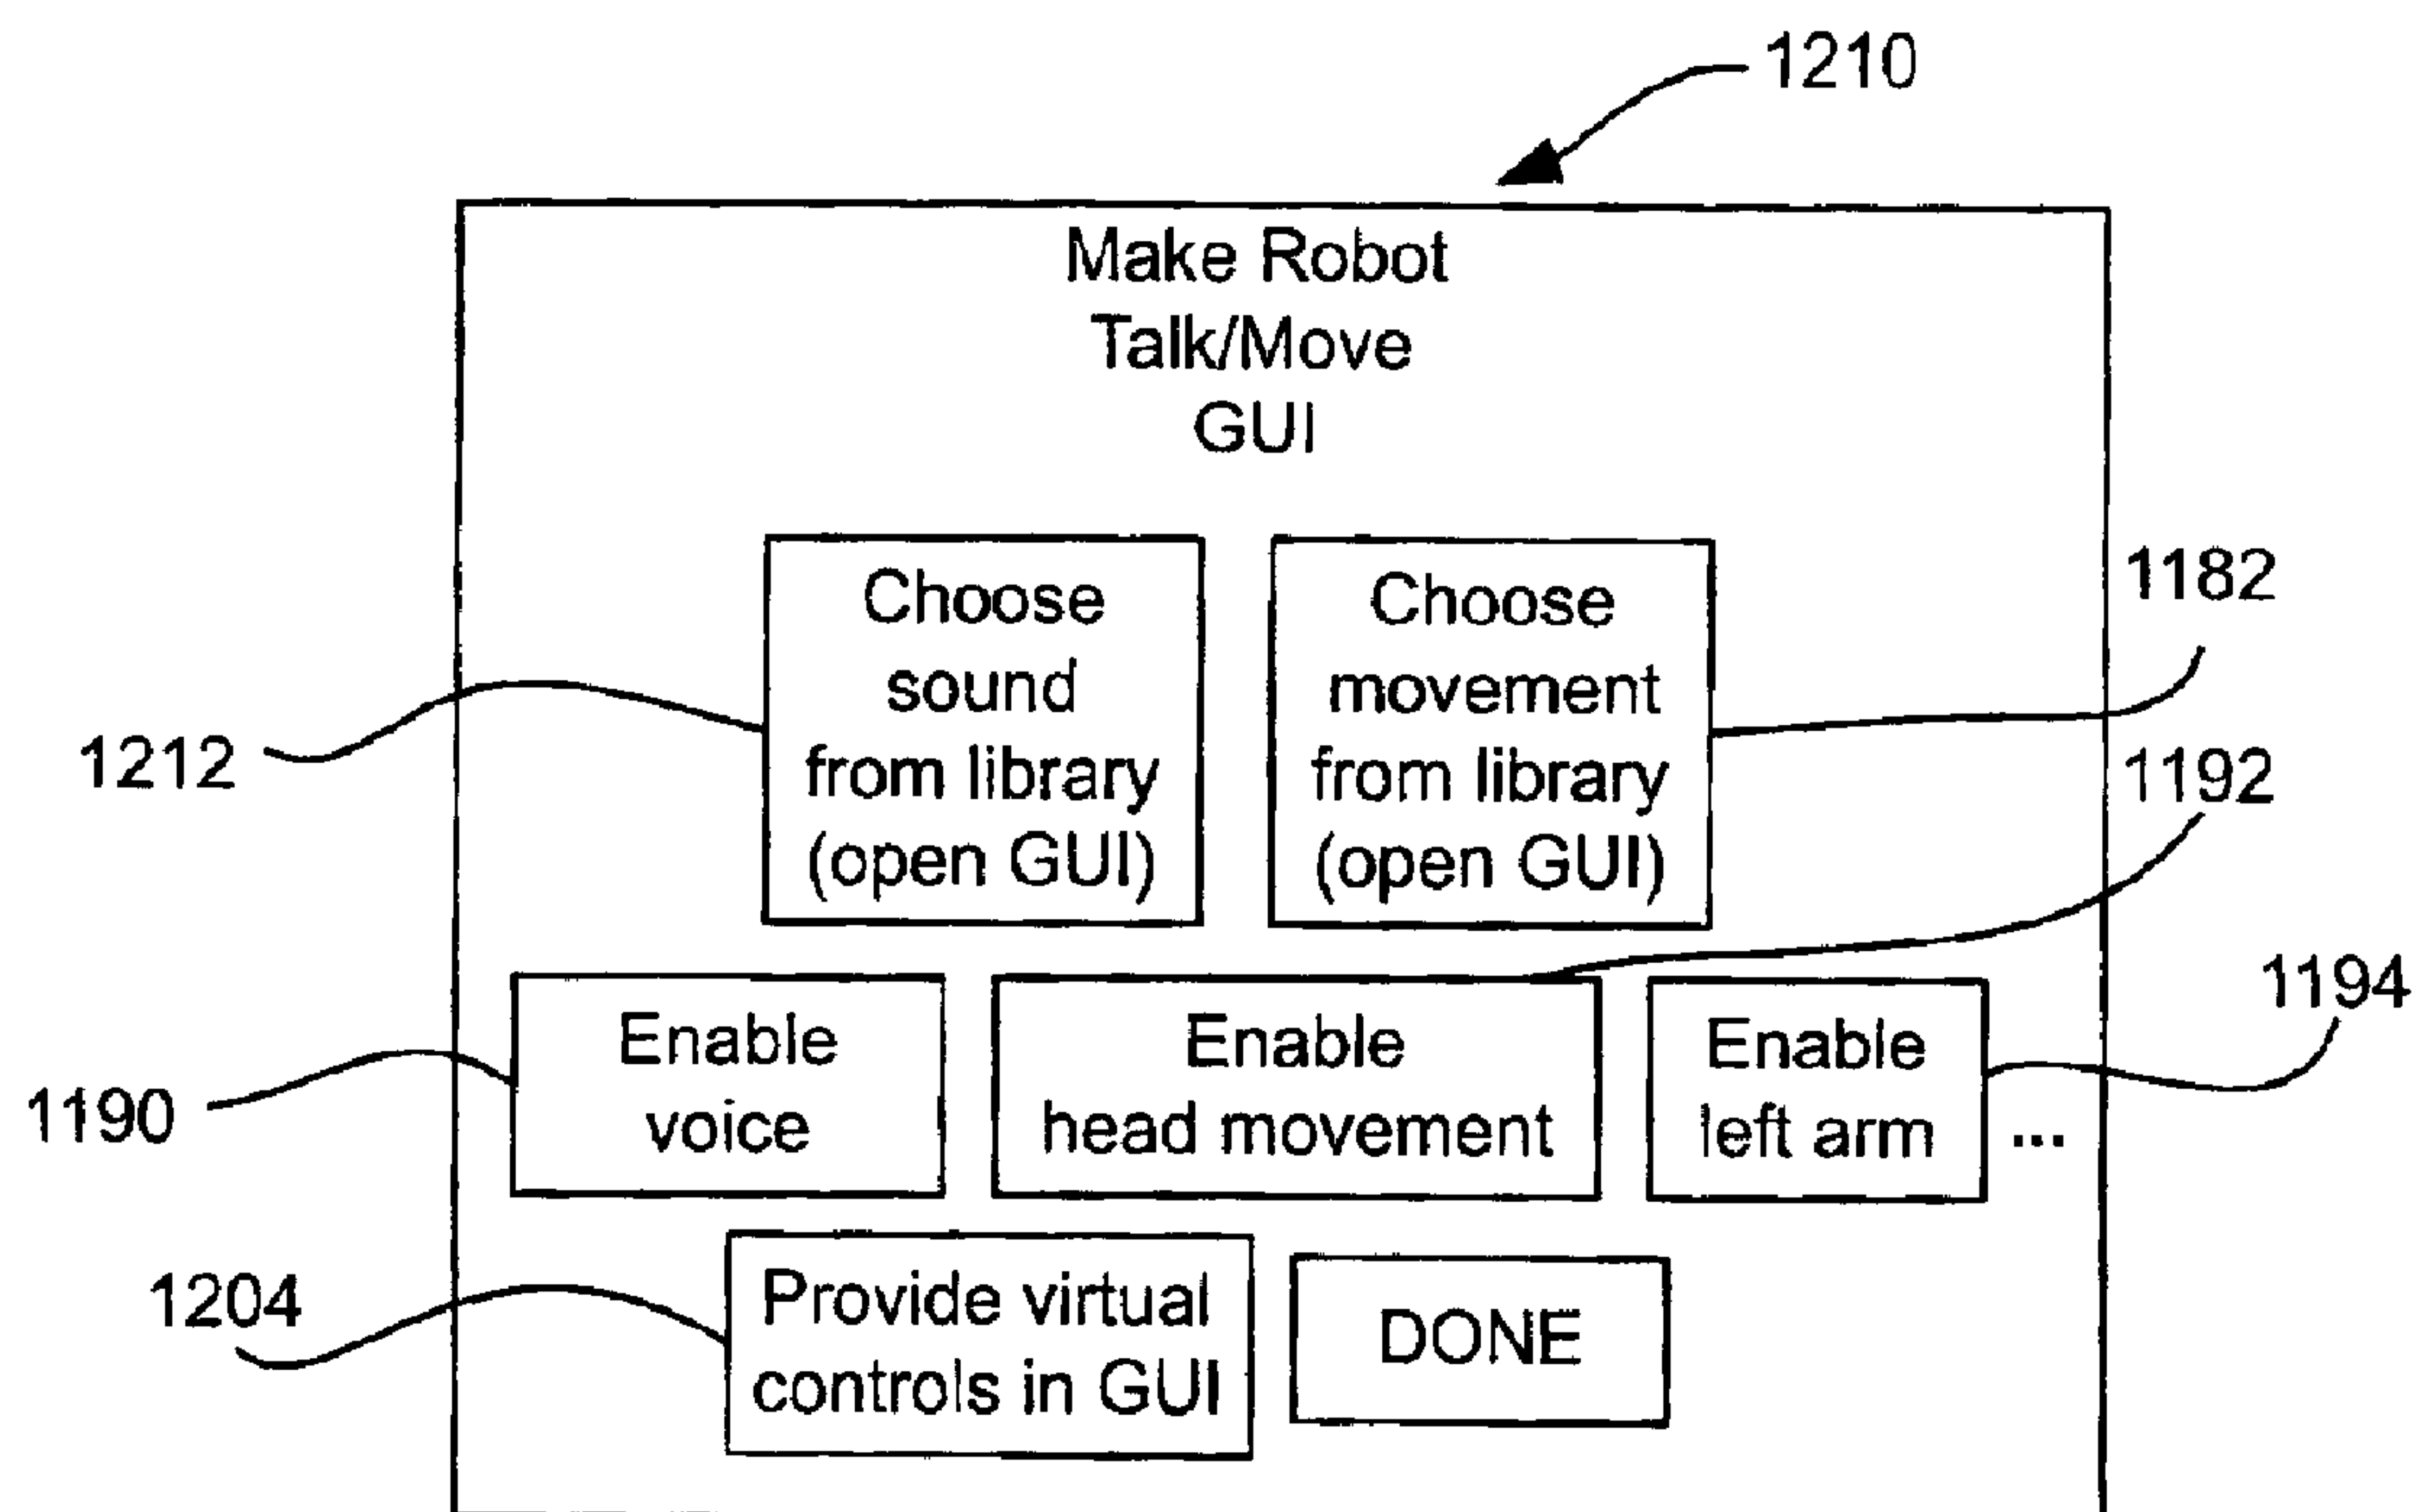 1210
Make Robot
Talk/Move
GUI
Choose
sound
from library
(open GUI)
Choose
movement
from library
(open GUI)
1182
1212
1192
Enable
voice
Enable
head movement
Enable
left arm
...
1194
1190
Provide virtual
controls in GUI
DONE
1204